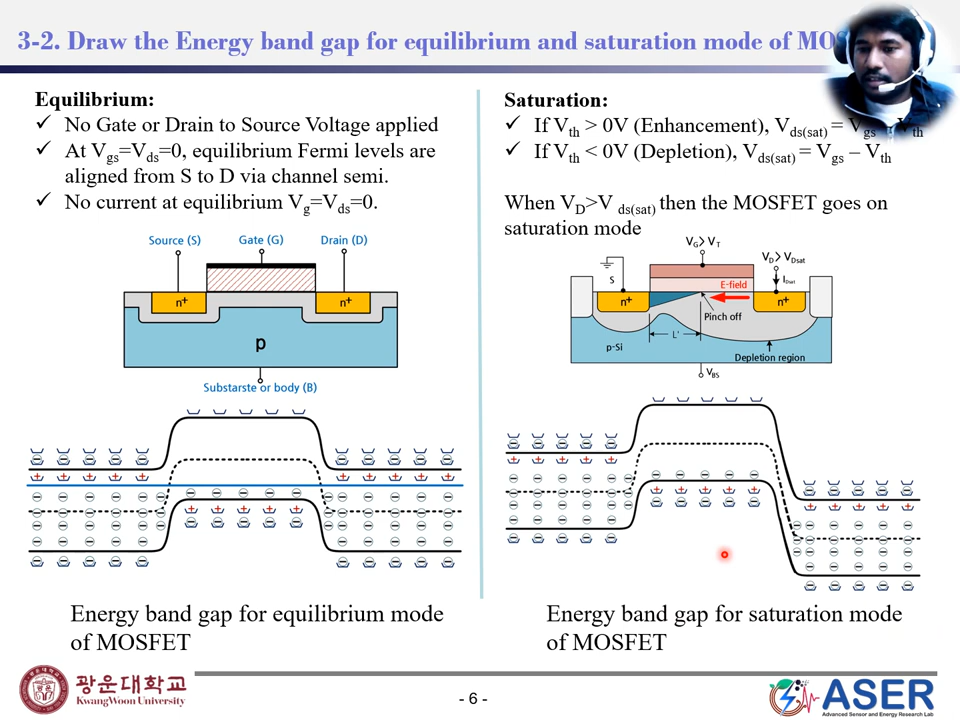 3-2. Draw the Energy band gap for equilibrium and saturation mode of MOS
Equilibrium:
✓ No Gate or Drain to Source Voltage applied
✓ At Vgs=Vds=0, equilibrium Fermi levels are
aligned from S to D via channel semi.
✓ No current at equilibrium Vg=Vds=0.
Source (S)
Gate (G)
Drain (D)
n+
n+
p
Substarste or body (B)
Energy band gap for equilibrium mode
of MOSFET
Saturation:
✓ If Vth > 0V (Enhancement), Vds(sat) = Vgs – Vth
✓ If Vth < 0V (Depletion), Vds(sat) = Vgs – Vth
When VD>V ds(sat) then the MOSFET goes on
saturation mode
VG> VT
VD> VDsat
S
IDsat
E-field
n+
n+
Pinch off
L'
p-Si
Depletion region
VBS
Energy band gap for saturation mode
of MOSFET
광운대학교
KwangWoon University
- 6 -
ASER
Advanced Sensor and Energy Research Lab